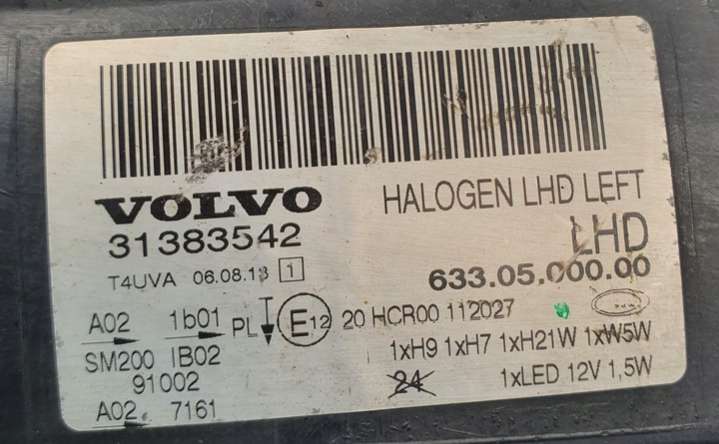 VOLVO
HALOGEN LHD LEFT
31383542
LHD
T4UVA 06.08.13 1
633.05.000.00
A02 1b01 PL E12 20 HCR00 112027
SM200 IB02
1xH9 1xH7 1xH21W 1xW5W
91002
24 1xLED 12V 1,5W
A02 7161